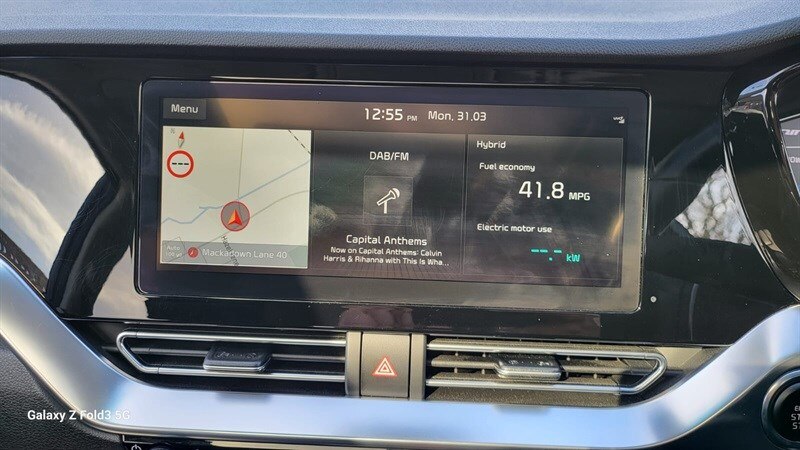 Menu
12:55 PM
Mon, 31.03
N
---
Auto
Mackadown Lane 40
DAB/FM
Capital Anthems
Now on Capital Anthems: Calvin
Harris & Rihanna with This Is Wha...
Hybrid
Fuel economy
41.8 MPG
Electric motor use
--.- kW
Galaxy Z Fold3 5G